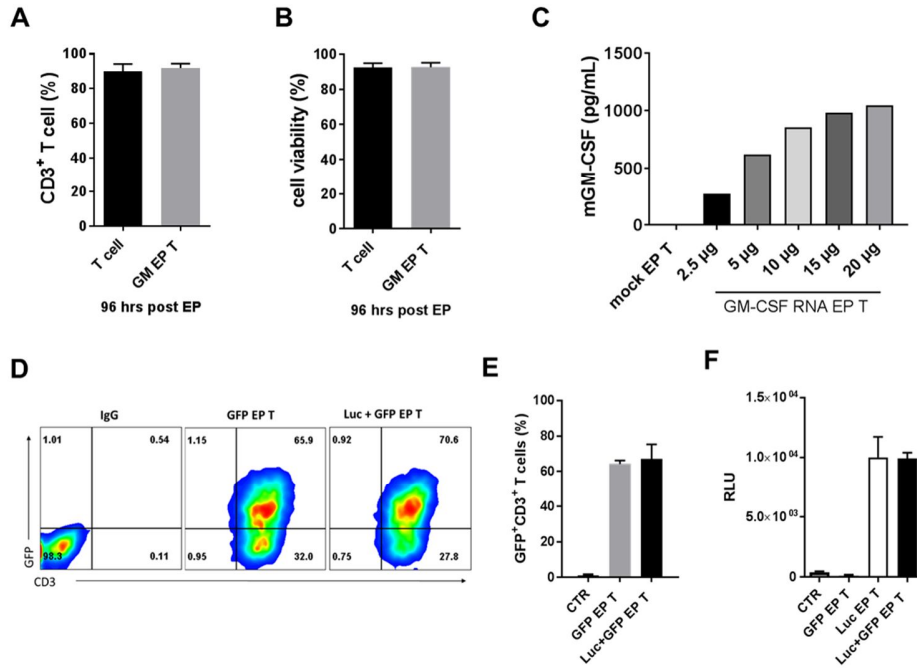 A
CD3+ T cell (%)
100
80
60
40
20
0
T cell
GM EP T
96 hrs post EP
B
cell viability (%)
100
80
60
40
20
0
T cell
GM EP T
96 hrs post EP
C
mGM-CSF (pg/mL)
1500
1000
500
0
mock EP T
2.5 µg
5 µg
10 µg
15 µg
20 µg
GM-CSF RNA EP T
D
IgG
GFP EP T
Luc + GFP EP T
GFP
1.01
0.54
98.3
0.11
1.15
65.9
0.95
32.0
0.92
70.6
0.75
27.8
CD3
E
GFP+CD3+ T cells (%)
100
80
60
40
20
0
CTR
GFP EP T
Luc+GFP EP T
F
RLU
1.5×10⁰⁴
1.0×10⁰⁴
5.0×10⁰³
0
CTR
GFP EP T
Luc EP T
Luc+GFP EP T